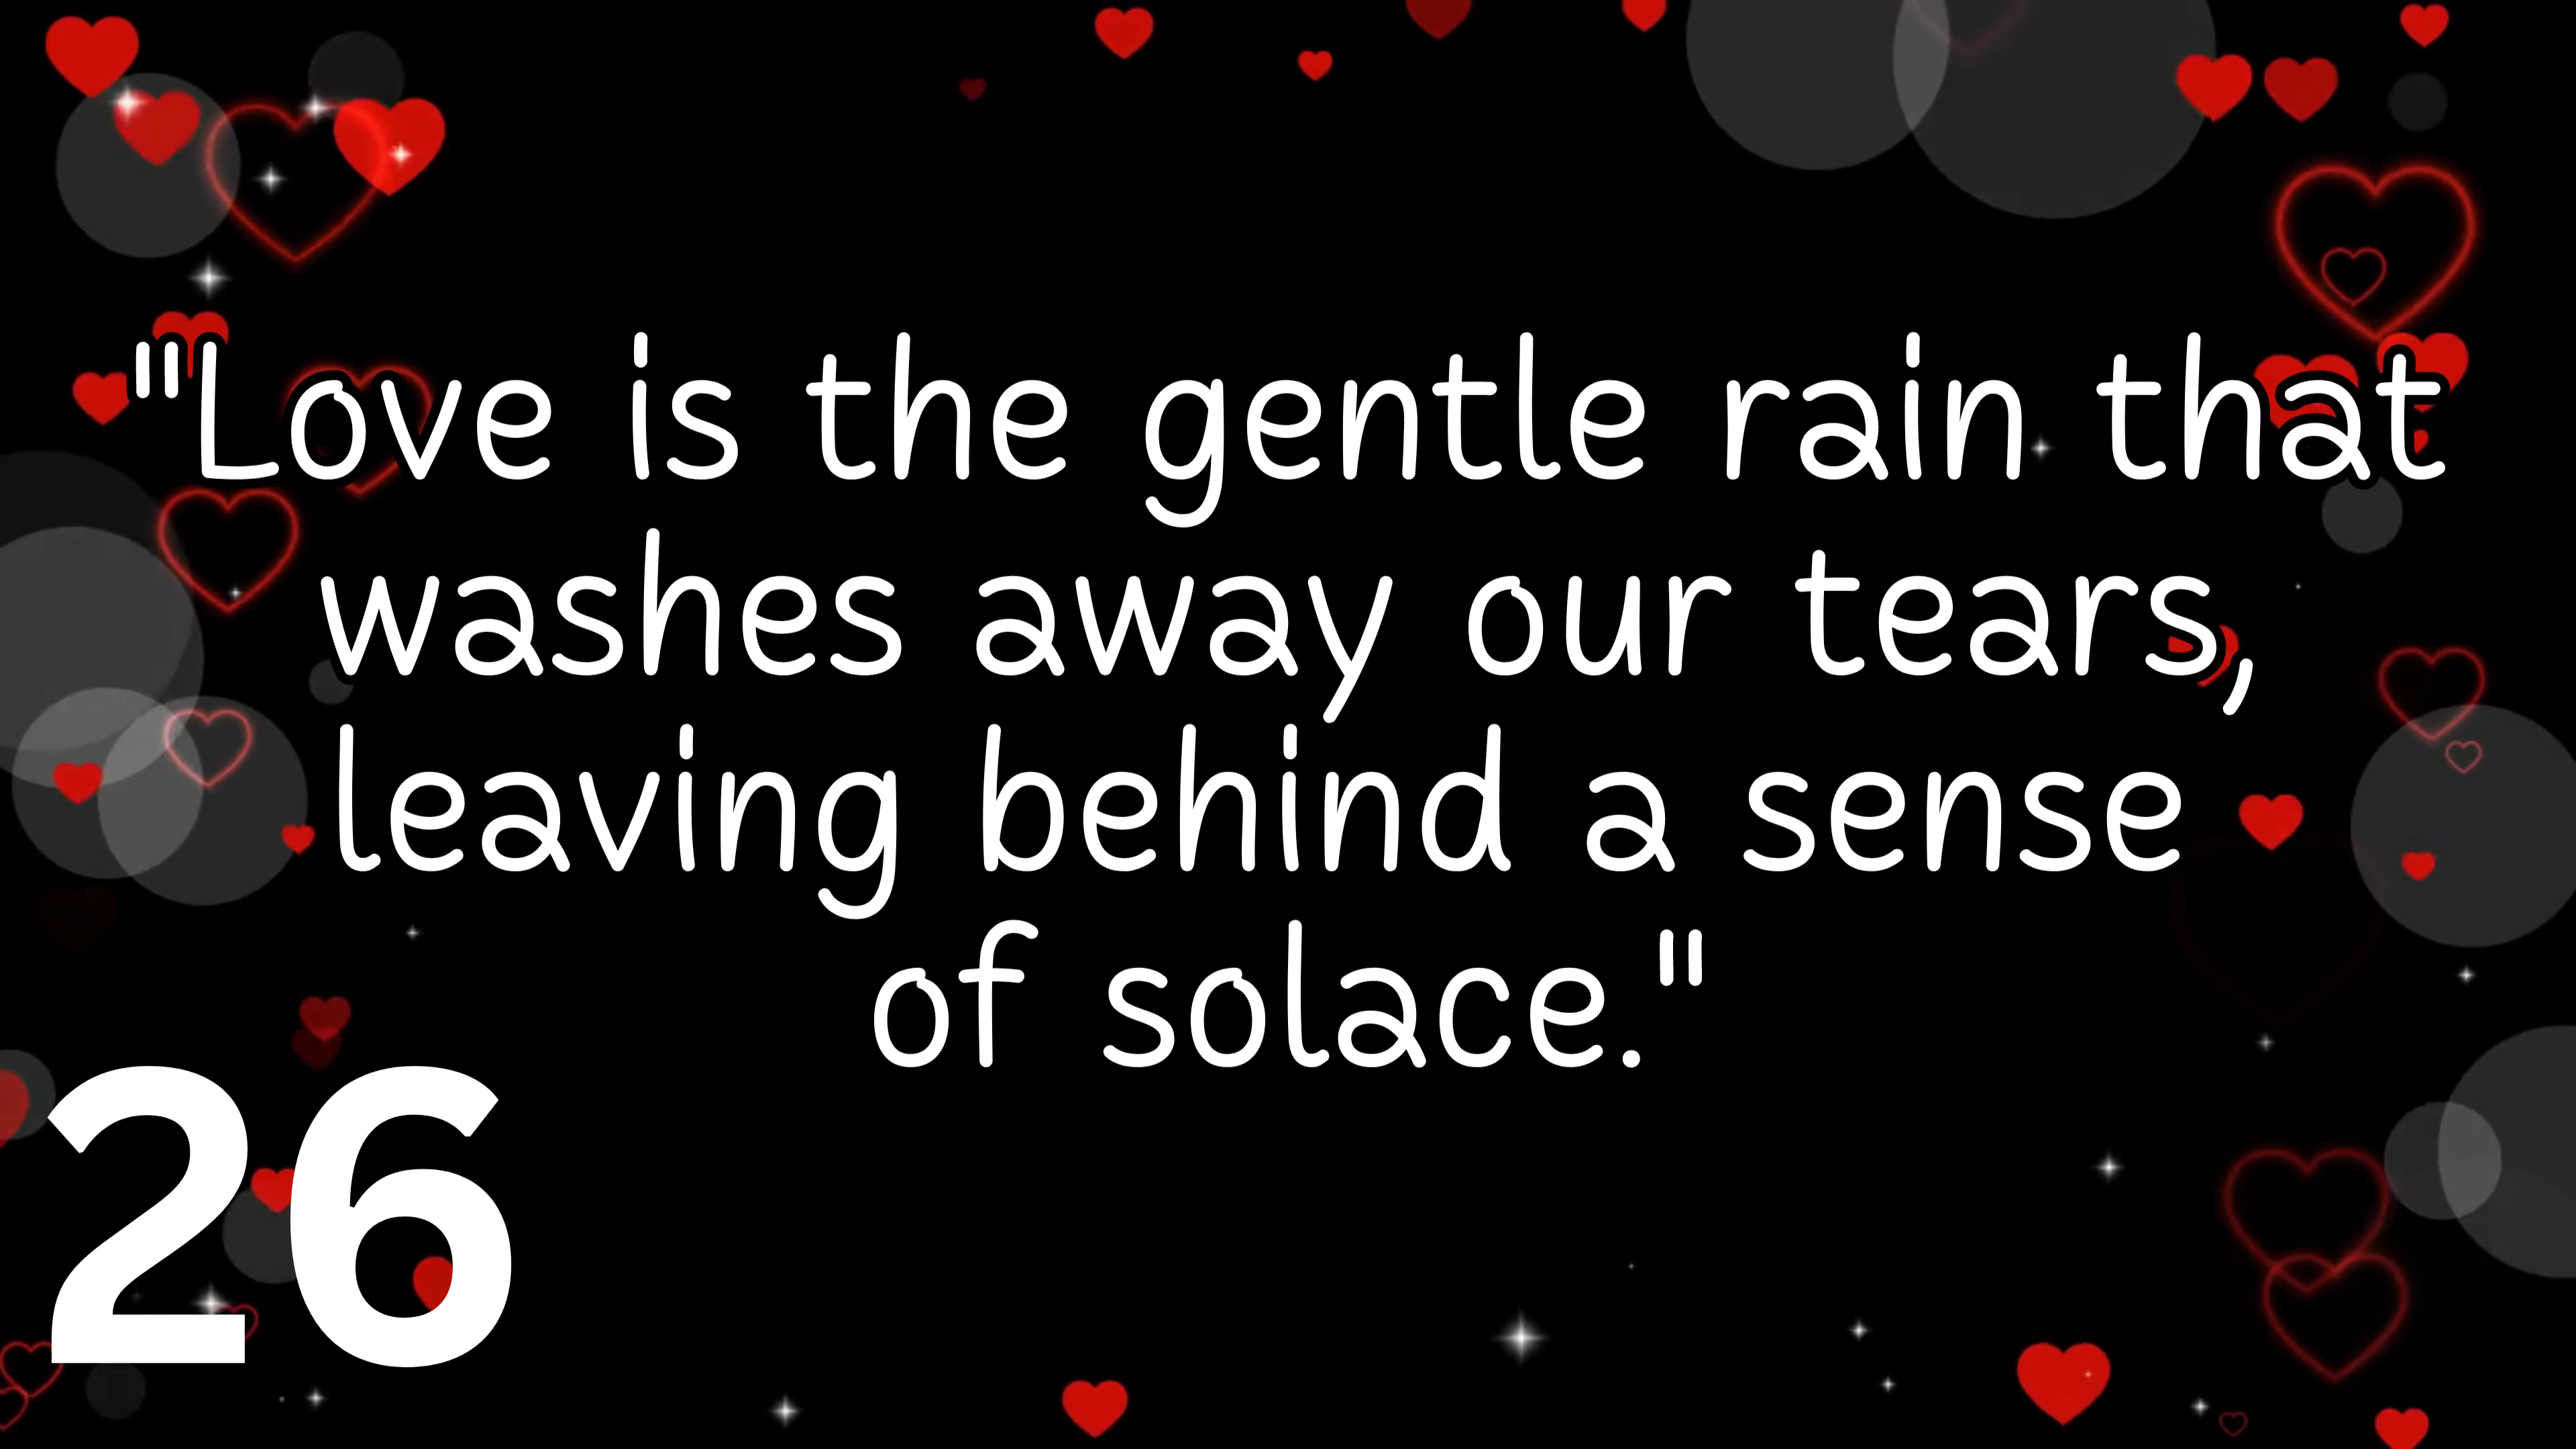 "Love is the gentle rain that
washes away our tears,
leaving behind a sense
of solace."
26